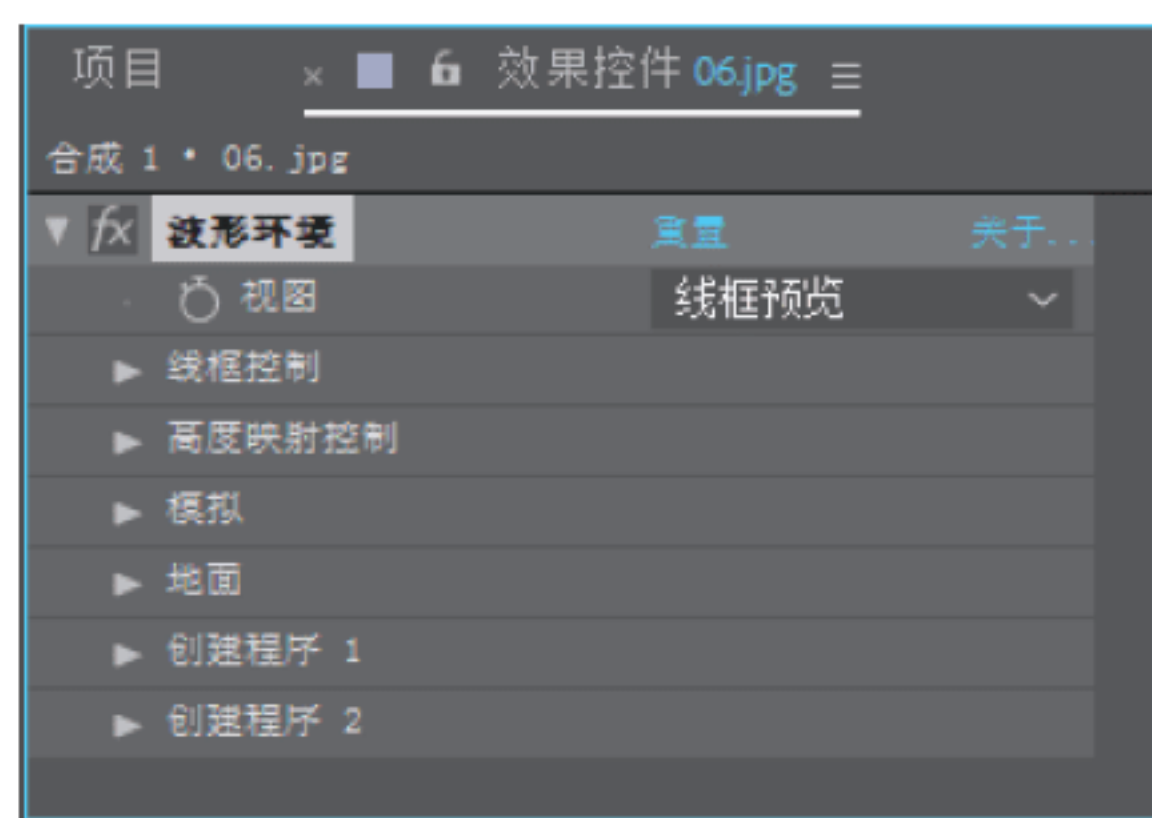 项目 × 效果控件 06.jpg ≡
合成 1 • 06.jpg
fx 波形环境 重置 关于...
视图 线框预览
线框控制
高度映射控制
模拟
地面
创建程序 1
创建程序 2